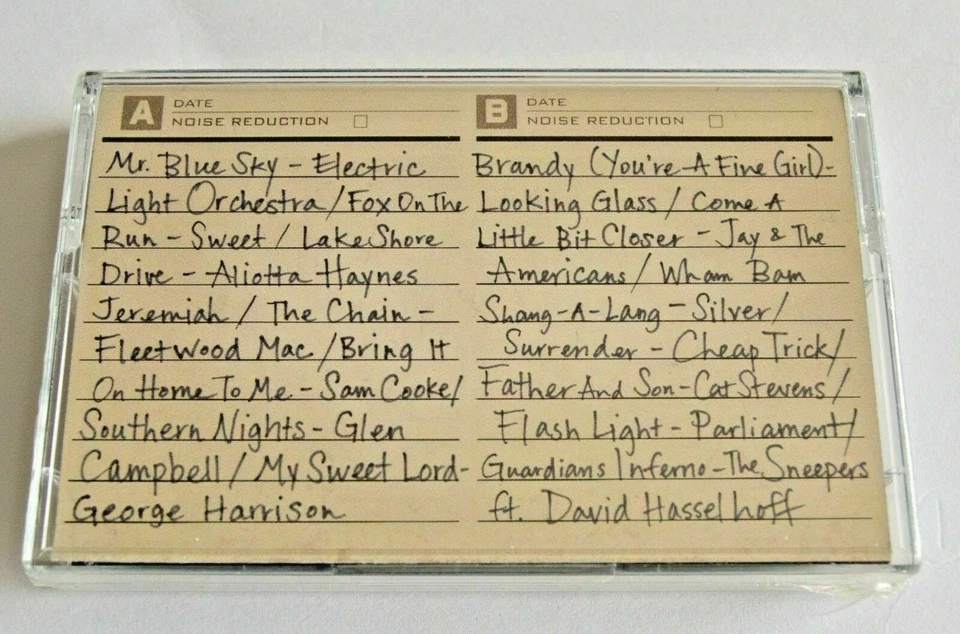 A DATE
NOISE REDUCTION
Mr. Blue Sky - Electric
Light Orchestra / Fox On The
Run - Sweet / Lake Shore
Drive - Aliotta Haynes
Jeremiah / The Chain -
Fleetwood Mac / Bring It
On Home To Me - Sam Cooke /
Southern Nights - Glen
Campbell / My Sweet Lord -
George Harrison
B DATE
NOISE REDUCTION
Brandy (You're A Fine Girl) -
Looking Glass / Come A
Little Bit Closer - Jay & The
Americans / Wham Bam
Shang-A-Lang - Silver /
Surrender - Cheap Trick /
Father And Son - Cat Stevens /
Flash Light - Parliament /
Guardians Inferno - The Sneepers
ft. David Hasselhoff